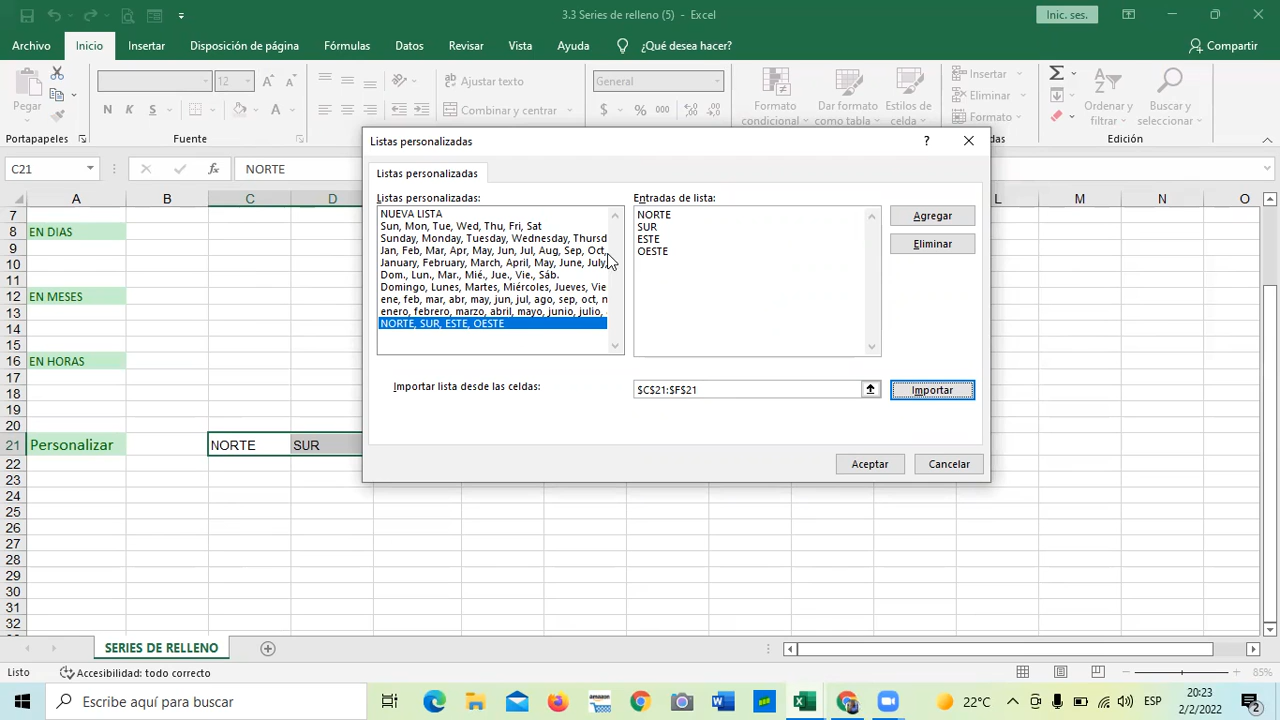 3.3 Series de relleno (5) - Excel
Inic. ses.
Archivo
Inicio
Insertar
Disposición de página
Fórmulas
Datos
Revisar
Vista
Ayuda
¿Qué desea hacer?
Compartir
Pegar
12
N K S
Ajustar texto
Combinar y centrar
General
$ % 000
Formato condicional
Dar formato como tabla
Estilos de celda
Insertar
Eliminar
Formato
Ordenar y filtrar
Buscar y seleccionar
Portapapeles
Fuente
Edición
C21
NORTE
A B C D L M N O
7
8 EN DIAS
9
10
11
12 EN MESES
13
14
15
16 EN HORAS
17
18
19
20
21 Personalizar NORTE SUR
22
23
24
25
26
27
28
29
30
31
32
Listas personalizadas
?
Listas personalizadas
Listas personalizadas:
NUEVA LISTA
Sun, Mon, Tue, Wed, Thu, Fri, Sat
Sunday, Monday, Tuesday, Wednesday, Thursd
Jan, Feb, Mar, Apr, May, Jun, Jul, Aug, Sep, Oct,
January, February, March, April, May, June, July,
Dom., Lun., Mar., Mié., Jue., Vie., Sáb.
Domingo, Lunes, Martes, Miércoles, Jueves, Vie
ene, feb, mar, abr, may, jun, jul, ago, sep, oct, n
enero, febrero, marzo, abril, mayo, junio, julio,
NORTE, SUR, ESTE, OESTE
Entradas de lista:
NORTE
SUR
ESTE
OESTE
Agregar
Eliminar
Importar lista desde las celdas:
$C$21:$F$21
Importar
Aceptar
Cancelar
SERIES DE RELLENO
Listo
Accesibilidad: todo correcto
85%
Escribe aquí para buscar
22°C
ESP
20:23
2/2/2022
2